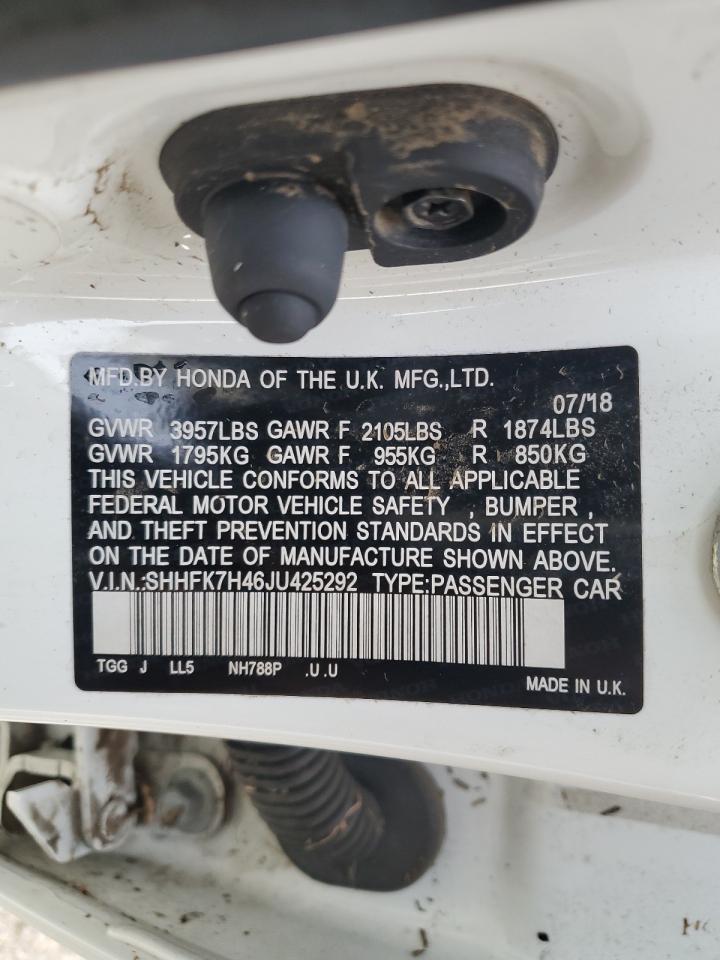 MFD.BY HONDA OF THE U.K. MFG.,LTD.
07/18
GVWR 3957LBS GAWR F 2105LBS R 1874LBS
GVWR 1795KG GAWR F 955KG R 850KG
THIS VEHICLE CONFORMS TO ALL APPLICABLE
FEDERAL MOTOR VEHICLE SAFETY , BUMPER ,
AND THEFT PREVENTION STANDARDS IN EFFECT
ON THE DATE OF MANUFACTURE SHOWN ABOVE.
V.I.N.:SHHFK7H46JU425292 TYPE:PASSENGER CAR
TGG J LL5 NH788P .U .U
MADE IN U.K.